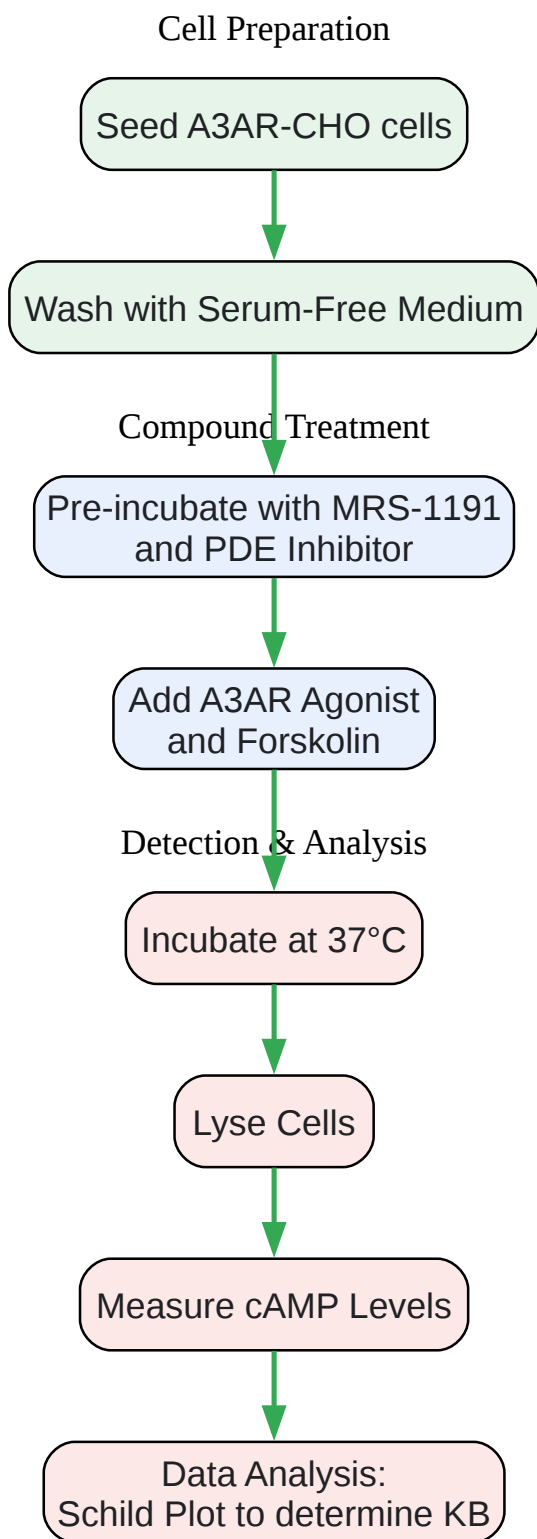 Cell Preparation
Seed A3AR-CHO cells
Wash with Serum-Free Medium
Compound Treatment
Pre-incubate with MRS-1191
and PDE Inhibitor
Add A3AR Agonist
and Forskolin
Detection & Analysis
Incubate at 37°C
Lyse Cells
Measure cAMP Levels
Data Analysis:
Schild Plot to determine KB